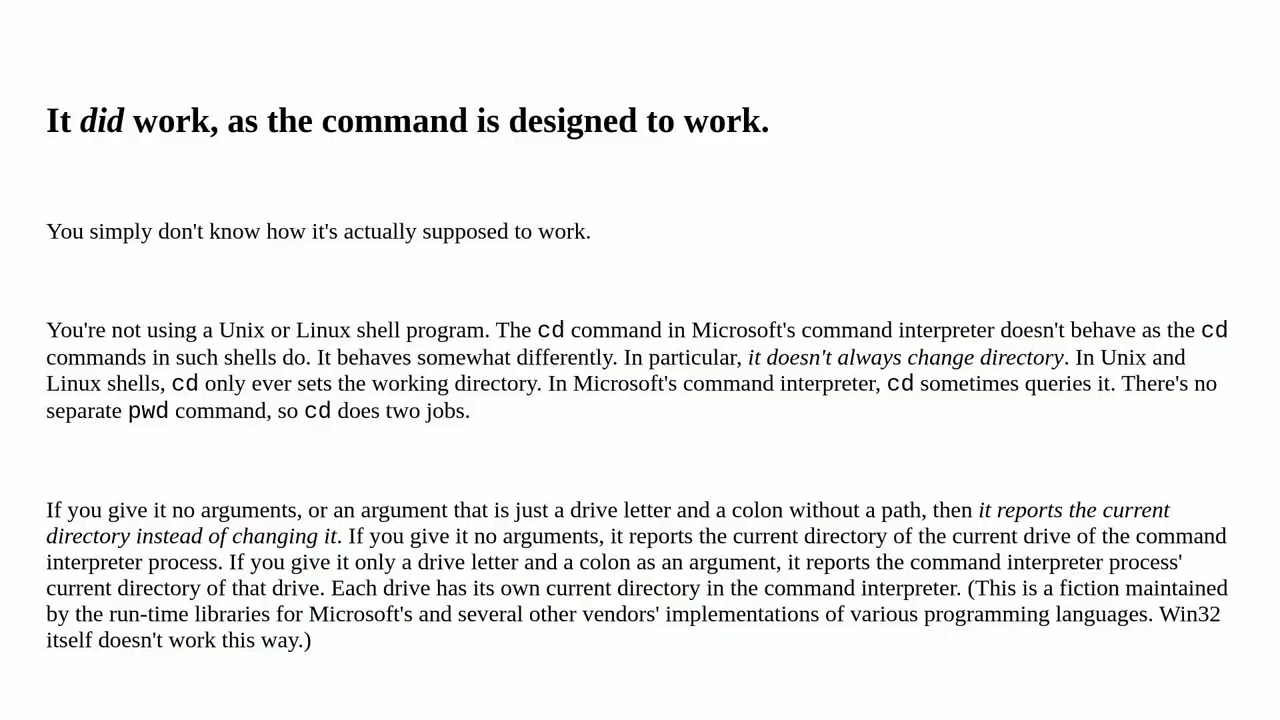 It did work, as the command is designed to work.
You simply don't know how it's actually supposed to work.
You're not using a Unix or Linux shell program. The cd command in Microsoft's command interpreter doesn't behave as the cd
commands in such shells do. It behaves somewhat differently. In particular, it doesn't always change directory. In Unix and
Linux shells, cd only ever sets the working directory. In Microsoft's command interpreter, cd sometimes queries it. There's no
separate pwd command, so cd does two jobs.
If you give it no arguments, or an argument that is just a drive letter and a colon without a path, then it reports the current
directory instead of changing it. If you give it no arguments, it reports the current directory of the current drive of the command
interpreter process. If you give it only a drive letter and a colon as an argument, it reports the command interpreter process'
current directory of that drive. Each drive has its own current directory in the command interpreter. (This is a fiction maintained
by the run-time libraries for Microsoft's and several other vendors' implementations of various programming languages. Win32
itself doesn't work this way.)